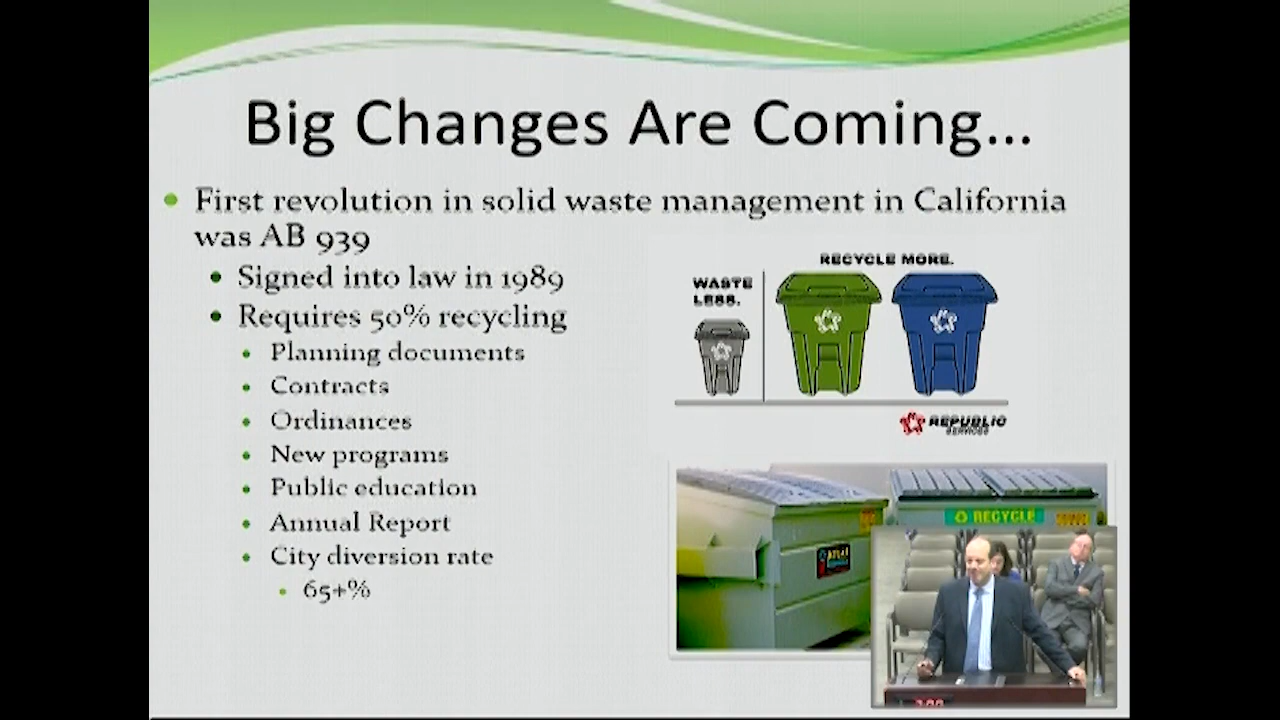 Big Changes Are Coming...
First revolution in solid waste management in California
was AB 939
Signed into law in 1989
Requires 50% recycling
Planning documents
Contracts
Ordinances
New programs
Public education
Annual Report
City diversion rate
65+%
RECYCLE MORE.
WASTE
LESS.
REPUBLIC
SERVICES
RECYCLE